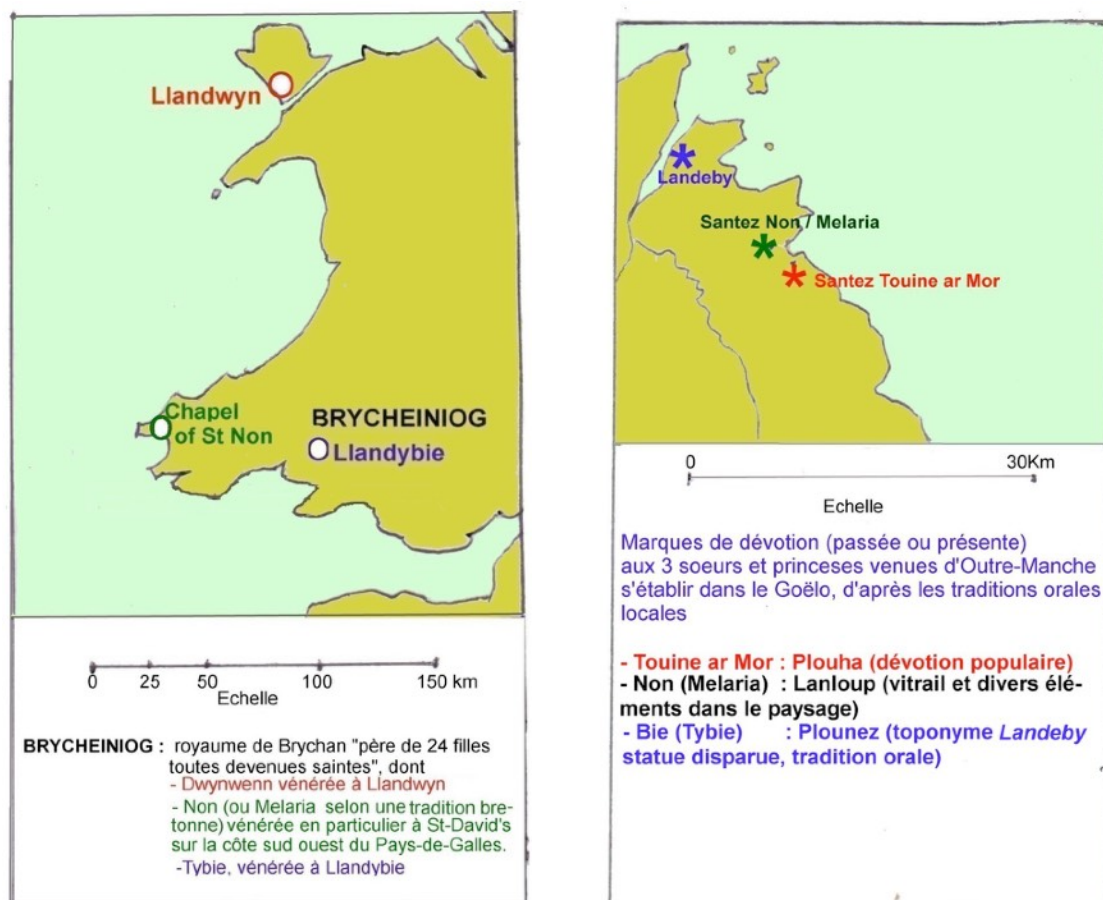 Llandwyn
Chapel
of St Non
BRYCHEINIOG
Llandybie
0 25 50 100 150 km
Echelle
BRYCHEINIOG : royaume de Brychan "père de 24 filles
toutes devenues saintes", dont
- Dwynwenn vénérée à Llandwyn
- Non (ou Melaria selon une tradition bre-
tonne) vénérée en particulier à St-David's
sur la côte sud ouest du Pays-de-Galles.
-Tybie, vénérée à Llandybie
Landeby
Santez Non / Melaria
Santez Touine ar Mor
0 30Km
Echelle
Marques de dévotion (passée ou présente)
aux 3 soeurs et princeses venues d'Outre-Manche
s'établir dans le Goëlo, d'après les traditions orales
locales
- Touine ar Mor : Plouha (dévotion populaire)
- Non (Melaria) : Lanloup (vitrail et divers élé-
ments dans le paysage)
- Bie (Tybie) : Plounez (toponyme Landeby
statue disparue, tradition orale)